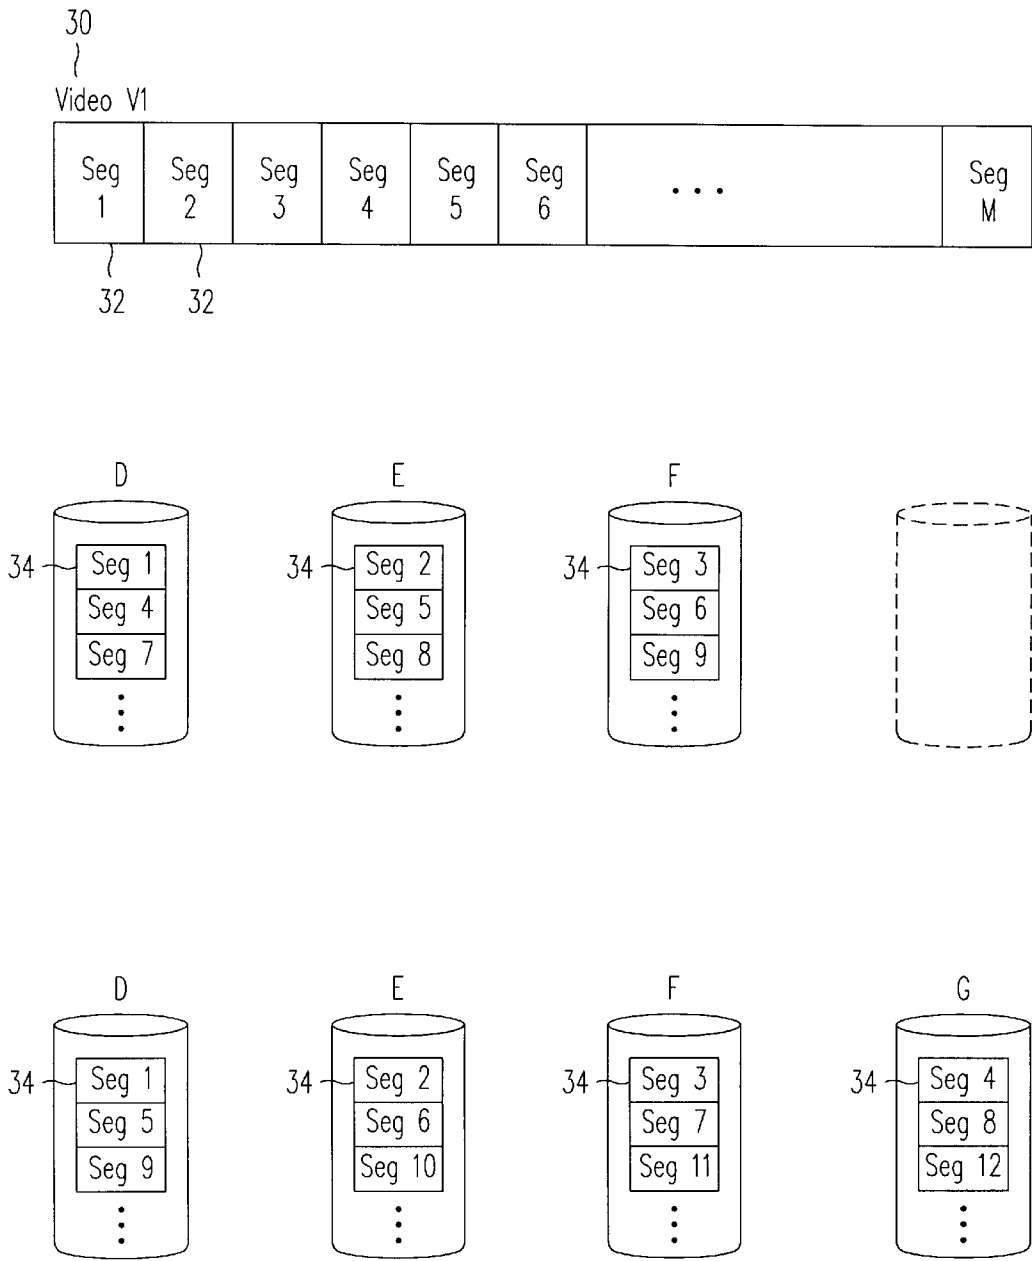 30
Video V1
Seg 1 Seg 2 Seg 3 Seg 4 Seg 5 Seg 6 ... Seg M
32 32
D E F
34 Seg 1 34 Seg 2 34 Seg 3
Seg 4 Seg 5 Seg 6
Seg 7 Seg 8 Seg 9
D E F G
34 Seg 1 34 Seg 2 34 Seg 3 34 Seg 4
Seg 5 Seg 6 Seg 7 Seg 8
Seg 9 Seg 10 Seg 11 Seg 12